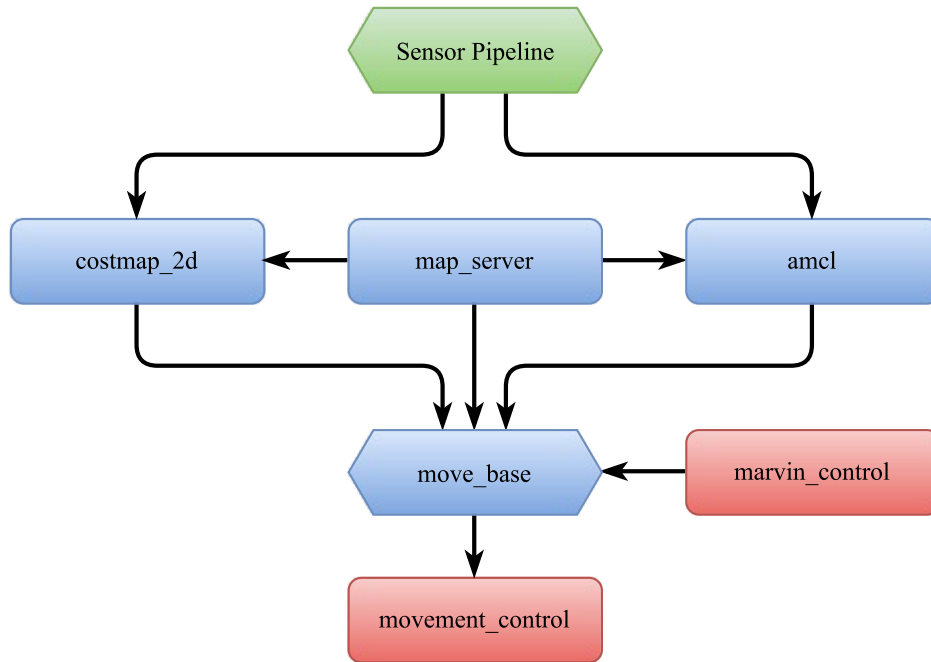 Sensor Pipeline
costmap_2d
map_server
amcl
move_base
marvin_control
movement_control